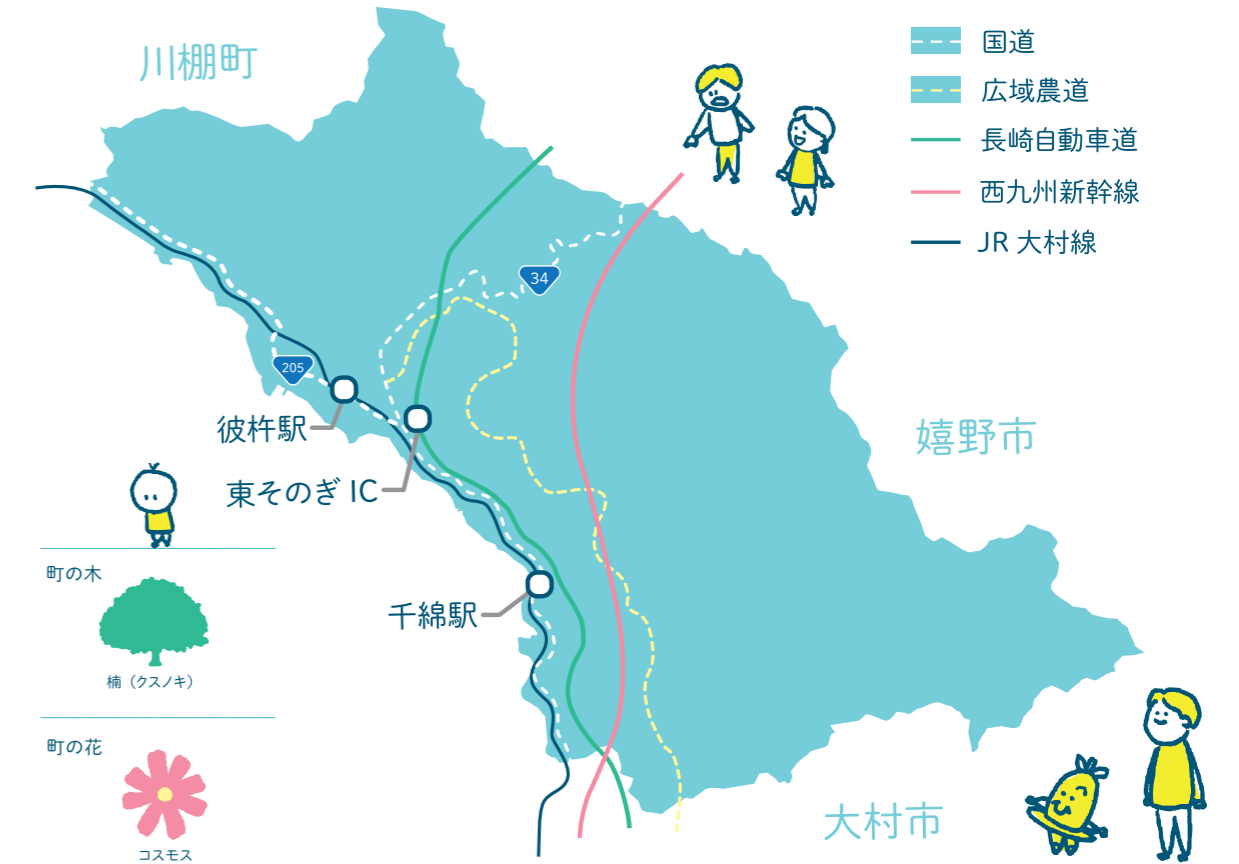 川棚町
国道
広域農道
長崎自動車道
西九州新幹線
JR 大村線
34
205
彼杵駅
東そのぎ IC
嬉野市
千綿駅
大村市
町の木
楠（クスノキ）
町の花
コスモス